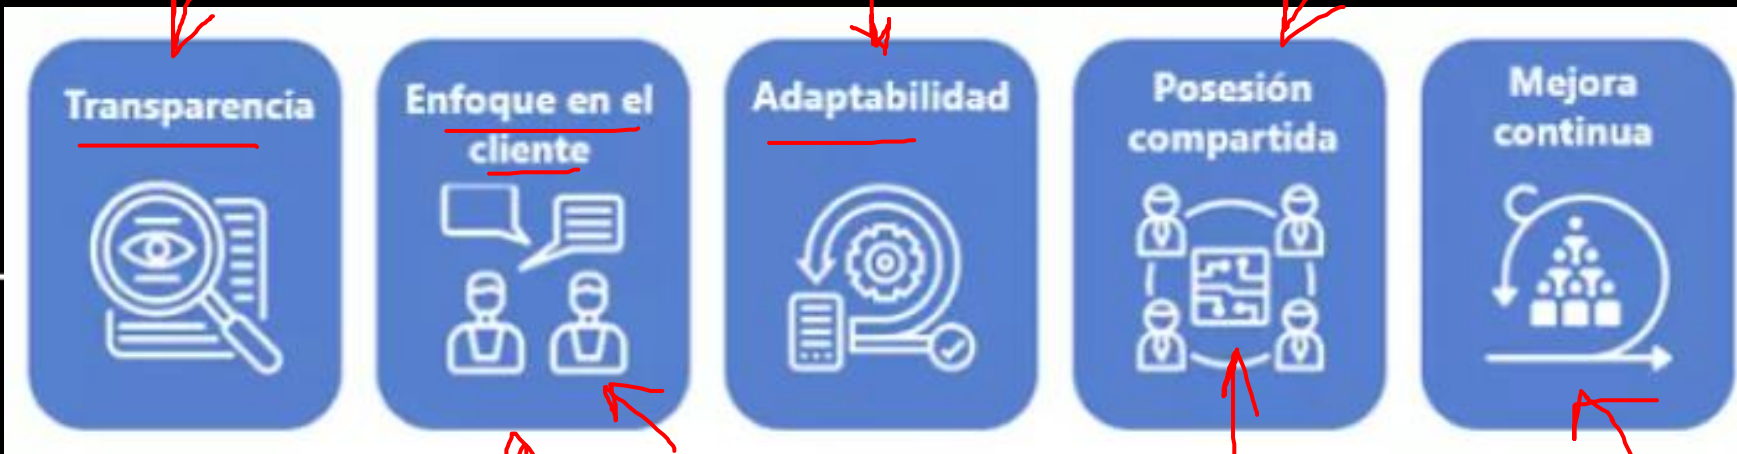 Transparencia
Enfoque en el
cliente
Adaptabilidad
Posesión
compartida
Mejora
continua